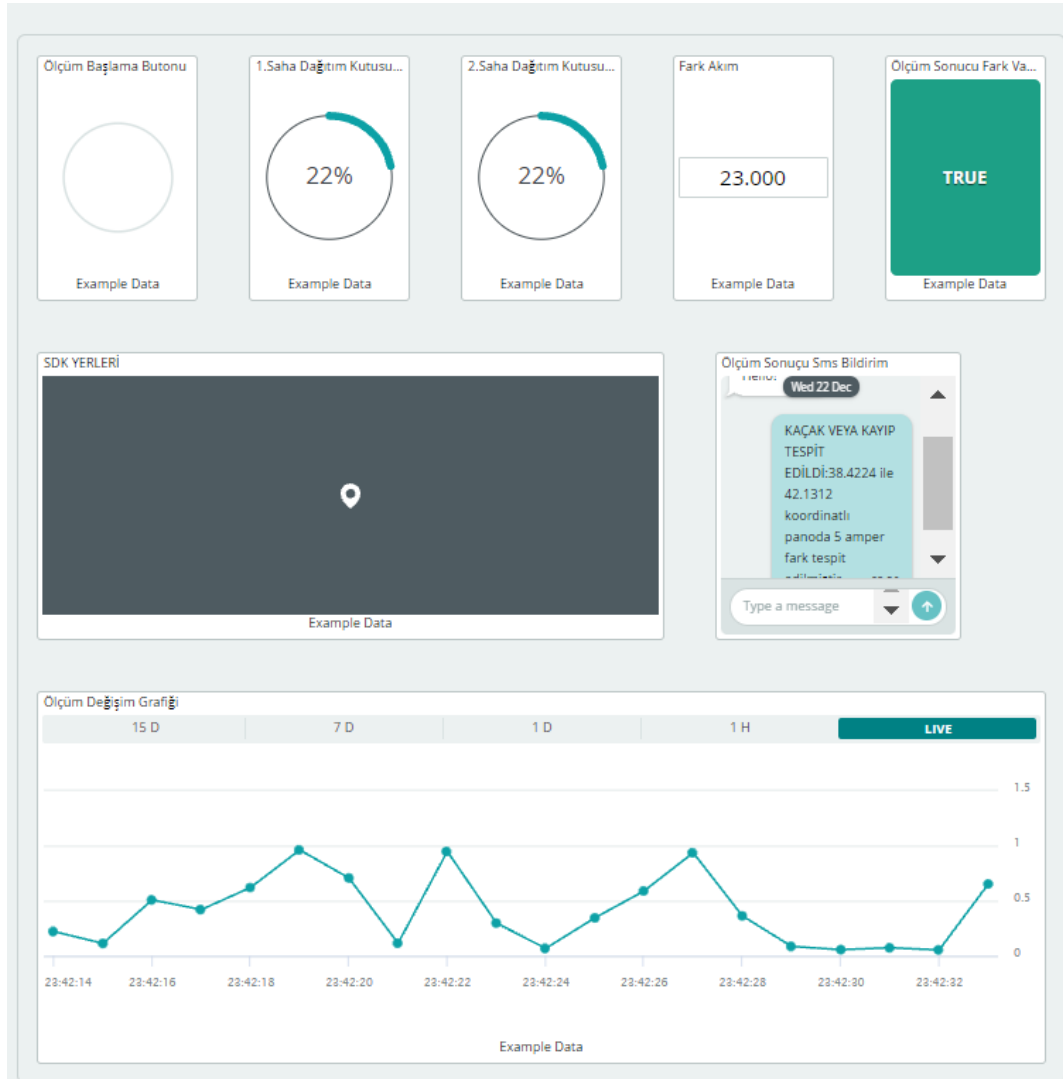 Ölçüm Başlama Butonu
1.Saha Dağıtım Kutusu...
2.Saha Dağıtım Kutusu...
Fark Akım
Ölçüm Sonucu Fark Va...
22%
22%
23.000
TRUE
Example Data
Example Data
Example Data
Example Data
Example Data
SDK YERLERİ
Example Data
Ölçüm Sonuçu Sms Bildirim
Hello!
Wed 22 Dec
KAÇAK VEYA KAYIP
TESPİT
EDİLDİ:38.4224 ile
42.1312
koordinatlı
panoda 5 amper
fark tespit
edilmiştir
Type a message
Ölçüm Değişim Grafiği
15 D
7 D
1 D
1 H
LIVE
1.5
1
0.5
0
23:42:14
23:42:16
23:42:18
23:42:20
23:42:22
23:42:24
23:42:26
23:42:28
23:42:30
23:42:32
Example Data